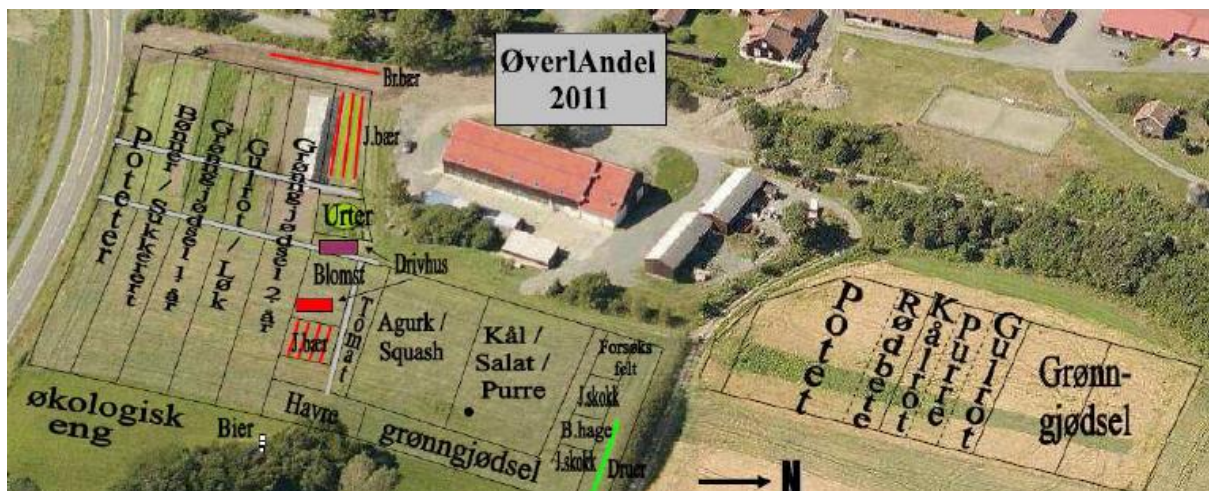 ØverlAndel
2011
Br.bær
J.bær
Poteter
Bønner / Sukkerert
Grønngjødsel 1 år
Gulrot / Løk
Grønngjødsel 2 år
Urter
Drivhus
Blomst
J.bær
Tomat
Agurk /
Squash
Kål /
Salat /
Purre
Forsøks
felt
J.skokk
B.hage
J.skokk
Druer
Havre
grønngjødsel
økologisk
eng
Bier
Potet
Rødbete
Kålrot
Purre
Gulrot
Grønn-
gjødsel
N